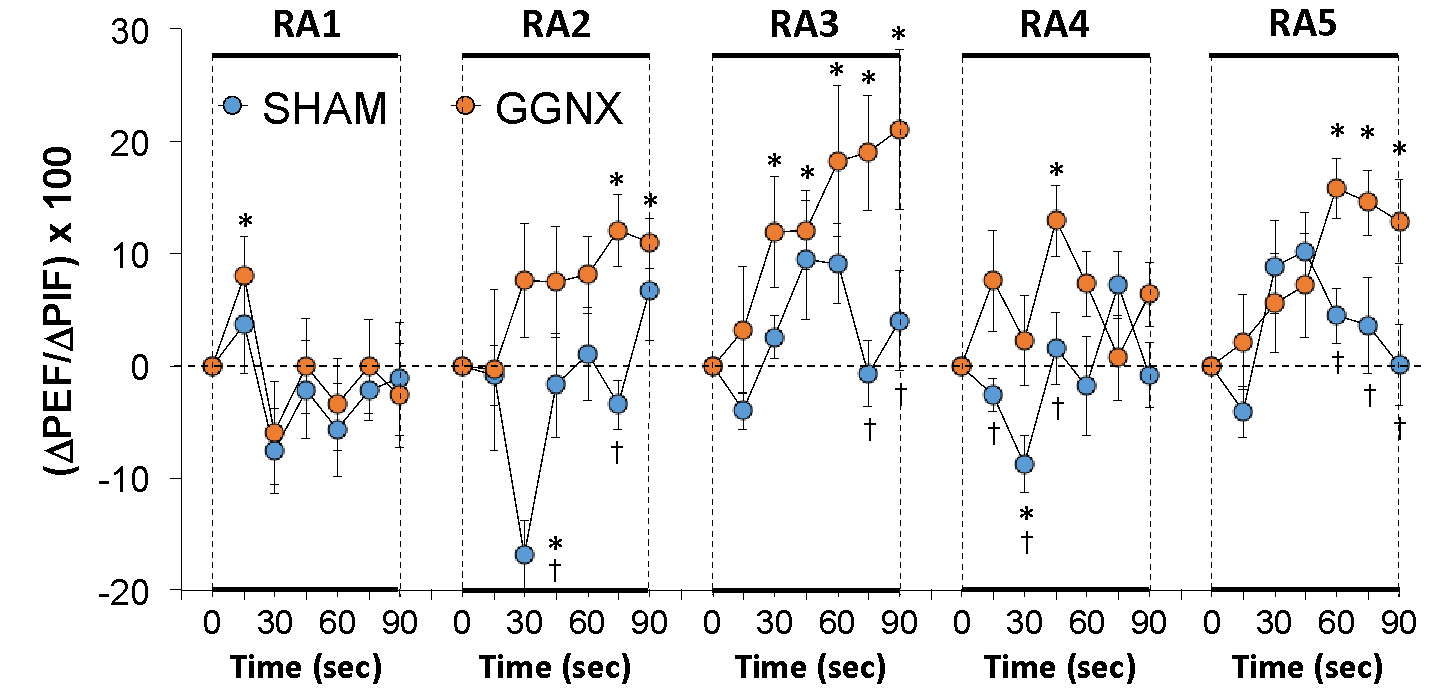 RA1 RA2 RA3 RA4 RA5
(ΔPEF/ΔPIF) x 100
30
20
10
0
-10
-20
SHAM GGNX
* * * * * * * * * * * * *
† † † † † † † †
* *
† †
0 30 60 90 0 30 60 90 0 30 60 90 0 30 60 90 0 30 60 90
Time (sec) Time (sec) Time (sec) Time (sec) Time (sec)